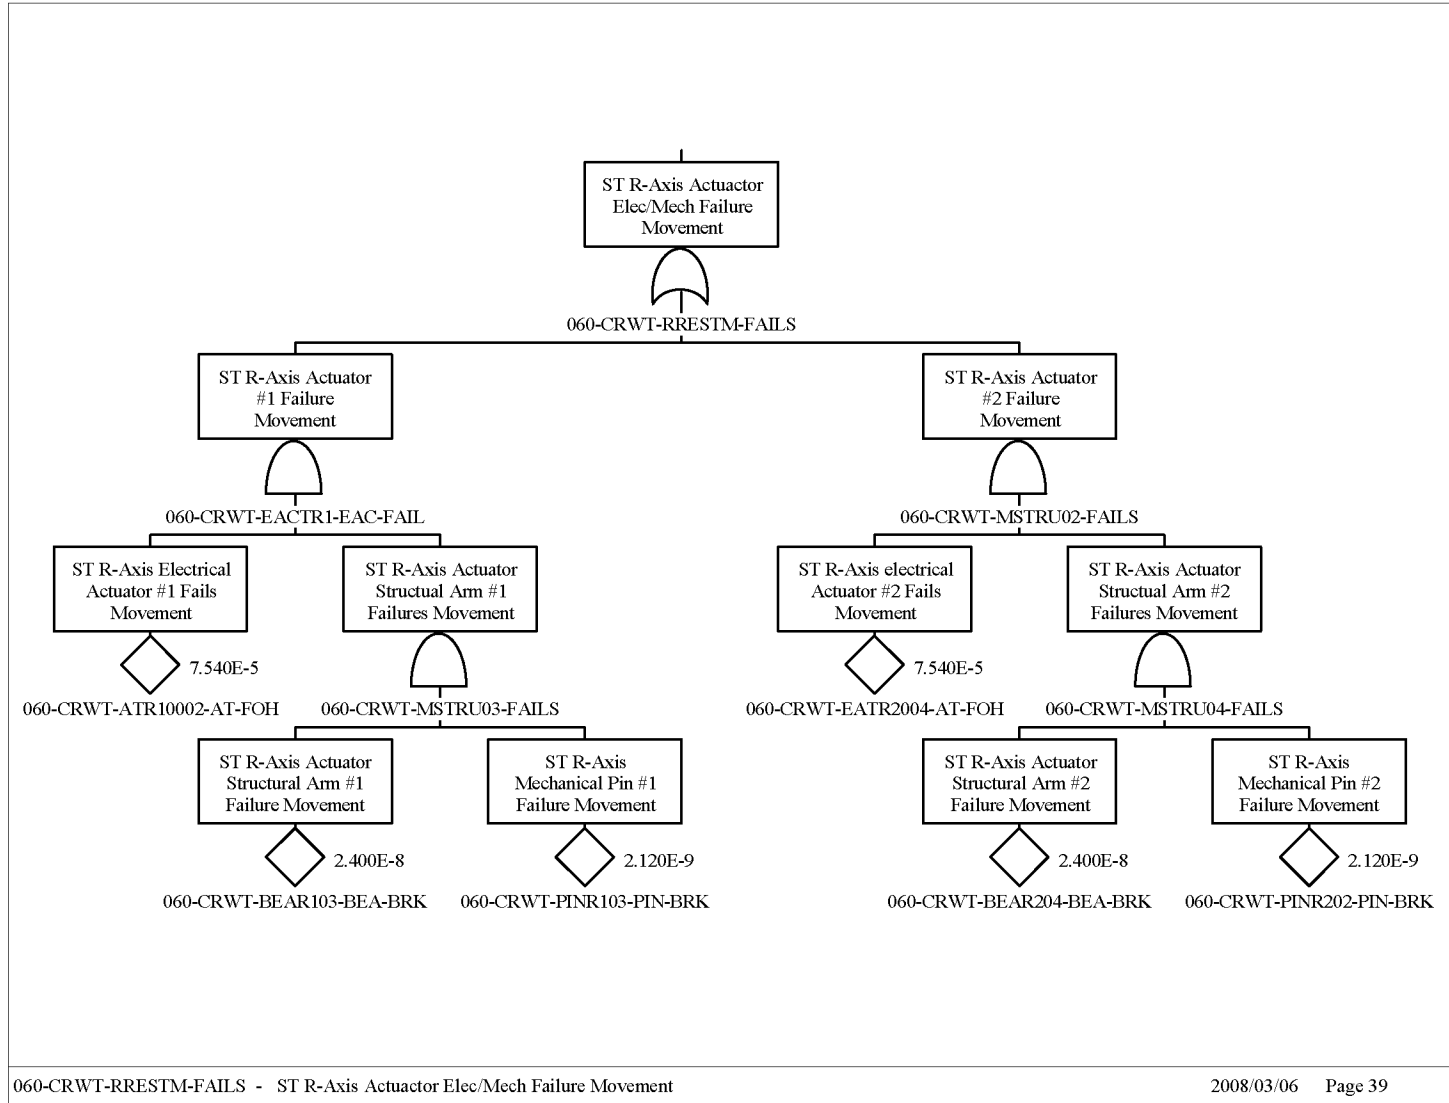 ST R-Axis Actuactor
Elec/Mech Failure
Movement
060-CRWT-RRESTM-FAILS
ST R-Axis Actuator
#1 Failure
Movement
060-CRWT-EACTR1-EAC-FAIL
ST R-Axis Actuator
#2 Failure
Movement
060-CRWT-MSTRU02-FAILS
ST R-Axis Electrical
Actuator #1 Fails
Movement
7.540E-5
060-CRWT-ATR10002-AT-FOH
ST R-Axis Actuator
Structual Arm #1
Failures Movement
060-CRWT-MSTRU03-FAILS
ST R-Axis electrical
Actuator #2 Fails
Movement
7.540E-5
060-CRWT-EATR2004-AT-FOH
ST R-Axis Actuator
Structual Arm #2
Failures Movement
060-CRWT-MSTRU04-FAILS
ST R-Axis Actuator
Structural Arm #1
Failure Movement
2.400E-8
060-CRWT-BEAR103-BEA-BRK
ST R-Axis
Mechanical Pin #1
Failure Movement
2.120E-9
060-CRWT-PINR103-PIN-BRK
ST R-Axis Actuator
Structural Arm #2
Failure Movement
2.400E-8
060-CRWT-BEAR204-BEA-BRK
ST R-Axis
Mechanical Pin #2
Failure Movement
2.120E-9
060-CRWT-PINR202-PIN-BRK
060-CRWT-RRESTM-FAILS - ST R-Axis Actuactor Elec/Mech Failure Movement
2008/03/06 Page 39